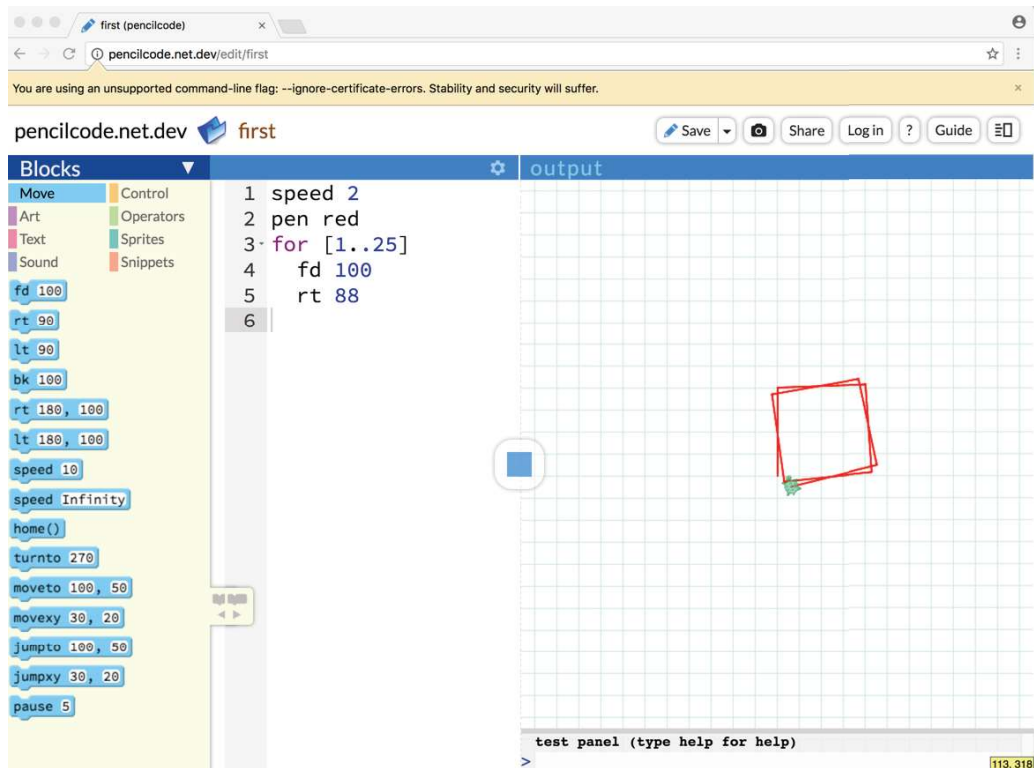 first (pencilcode)
pencilcode.net.dev/edit/first
You are using an unsupported command-line flag: --ignore-certificate-errors. Stability and security will suffer.
pencilcode.net.dev first Save Share Log in ? Guide
Blocks
Move Control
Art Operators
Text Sprites
Sound Snippets
fd 100
rt 90
lt 90
bk 100
rt 180, 100
lt 180, 100
speed 10
speed Infinity
home()
turnto 270
moveto 100, 50
movexy 30, 20
jumpto 100, 50
jumpxy 30, 20
pause 5
1 speed 2
2 pen red
3 for [1..25]
4 fd 100
5 rt 88
6
output
test panel (type help for help)
>
113, 318